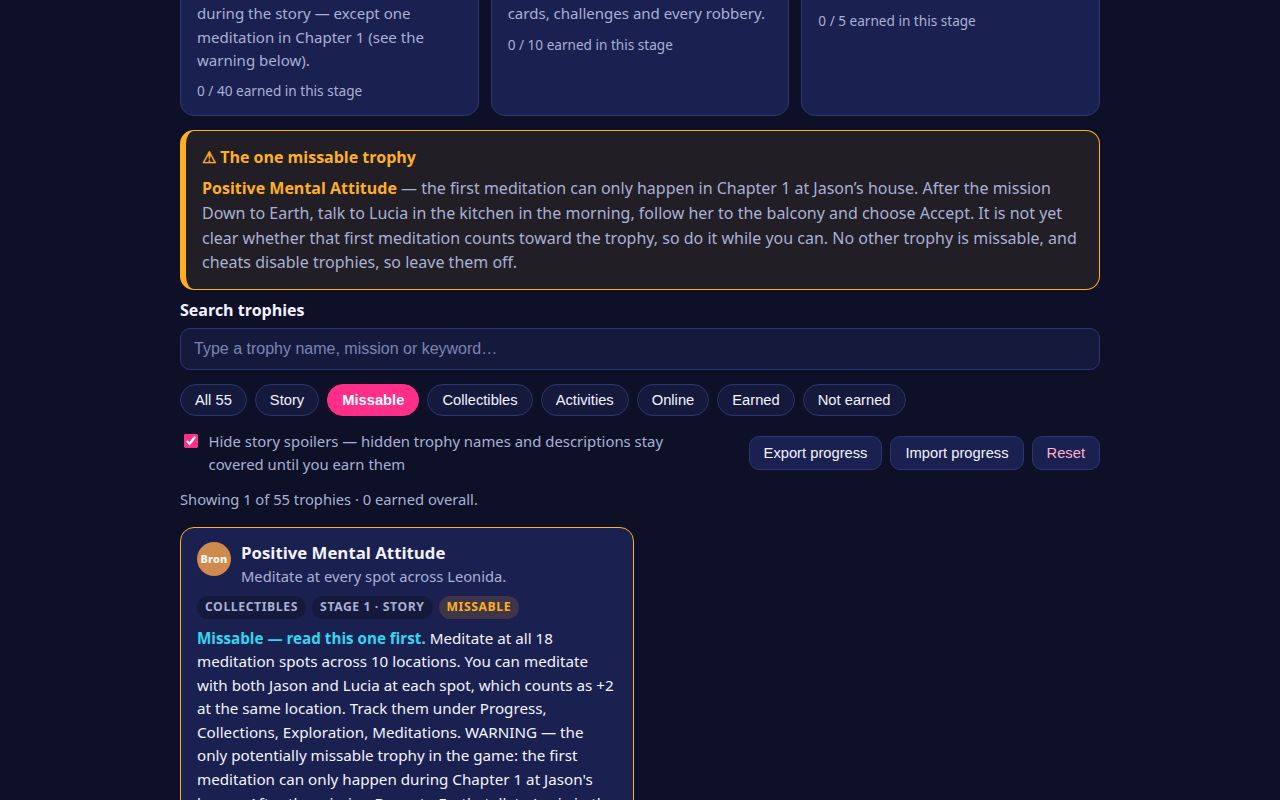 during the story — except one
meditation in Chapter 1 (see the
warning below).
0 / 40 earned in this stage
cards, challenges and every robbery.
0 / 10 earned in this stage
0 / 5 earned in this stage
⚠ The one missable trophy
Positive Mental Attitude — the first meditation can only happen in Chapter 1 at Jason’s house. After the mission
Down to Earth, talk to Lucia in the kitchen in the morning, follow her to the balcony and choose Accept. It is not yet
clear whether that first meditation counts toward the trophy, so do it while you can. No other trophy is missable, and
cheats disable trophies, so leave them off.
Search trophies
Type a trophy name, mission or keyword…
All 55
Story
Missable
Collectibles
Activities
Online
Earned
Not earned
Hide story spoilers — hidden trophy names and descriptions stay
covered until you earn them
Export progress
Import progress
Reset
Showing 1 of 55 trophies · 0 earned overall.
Bron
Positive Mental Attitude
Meditate at every spot across Leonida.
COLLECTIBLES
STAGE 1 · STORY
MISSABLE
Missable — read this one first. Meditate at all 18
meditation spots across 10 locations. You can meditate
with both Jason and Lucia at each spot, which counts as +2
at the same location. Track them under Progress,
Collections, Exploration, Meditations. WARNING — the
only potentially missable trophy in the game: the first
meditation can only happen during Chapter 1 at Jason's